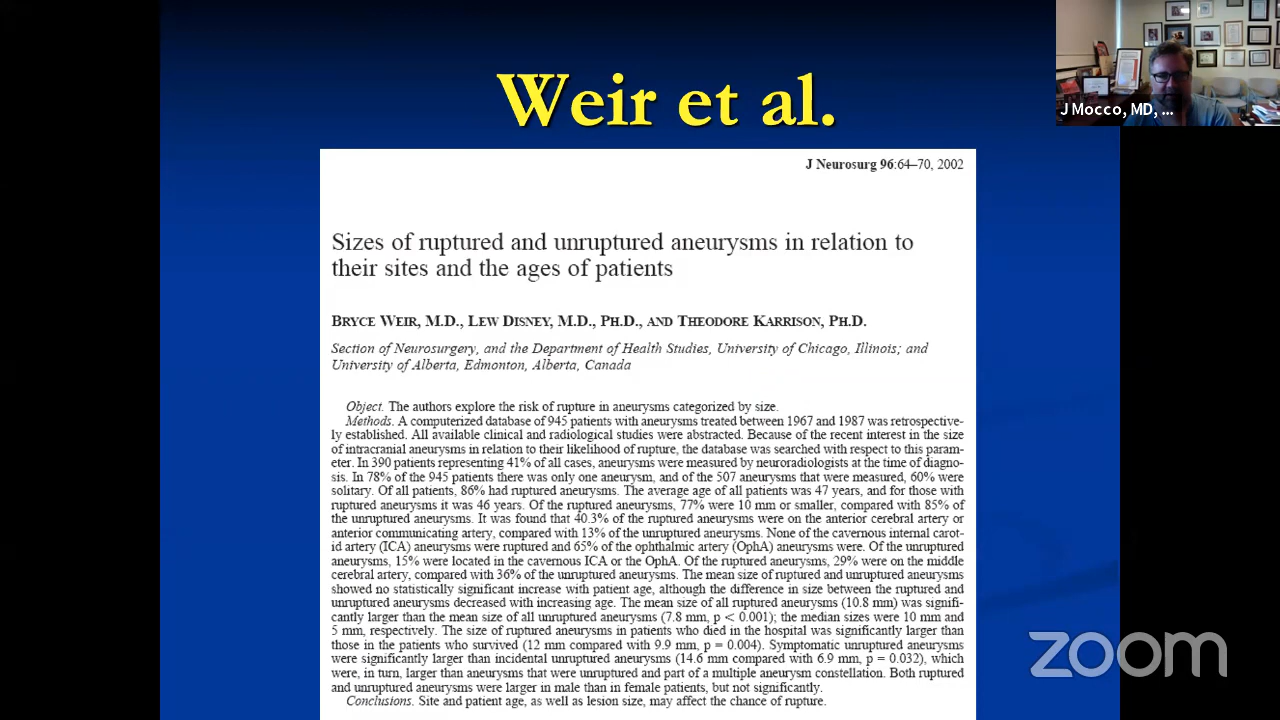 Weir et al.
J Mocco, MD, ...
J Neurosurg 96:64–70, 2002
Sizes of ruptured and unruptured aneurysms in relation to
their sites and the ages of patients
BRYCE WEIR, M.D., LEW DISNEY, M.D., PH.D., AND THEODORE KARRISON, PH.D.
Section of Neurosurgery, and the Department of Health Studies, University of Chicago, Illinois; and
University of Alberta, Edmonton, Alberta, Canada
Object. The authors explore the risk of rupture in aneurysms categorized by size.
Methods. A computerized database of 945 patients with aneurysms treated between 1967 and 1987 was retrospective-
ly established. All available clinical and radiological studies were abstracted. Because of the recent interest in the size
of intracranial aneurysms in relation to their likelihood of rupture, the database was searched with respect to this param-
eter. In 390 patients representing 41% of all cases, aneurysms were measured by neuroradiologists at the time of diagno-
sis. In 78% of the 945 patients there was only one aneurysm, and of the 507 aneurysms that were measured, 60% were
solitary. Of all patients, 86% had ruptured aneurysms. The average age of all patients was 47 years, and for those with
ruptured aneurysms it was 46 years. Of the ruptured aneurysms, 77% were 10 mm or smaller, compared with 85% of
the unruptured aneurysms. It was found that 40.3% of the ruptured aneurysms were on the anterior cerebral artery or
anterior communicating artery, compared with 13% of the unruptured aneurysms. None of the cavernous internal carot-
id artery (ICA) aneurysms were ruptured and 65% of the ophthalmic artery (OphA) aneurysms were. Of the unruptured
aneurysms, 15% were located in the cavernous ICA or the OphA. Of the ruptured aneurysms, 29% were on the middle
cerebral artery, compared with 36% of the unruptured aneurysms. The mean size of ruptured and unruptured aneurysms
showed no statistically significant increase with patient age, although the difference in size between the ruptured and
unruptured aneurysms decreased with increasing age. The mean size of all ruptured aneurysms (10.8 mm) was signifi-
cantly larger than the mean size of all unruptured aneurysms (7.8 mm, p < 0.001); the median sizes were 10 mm and
5 mm, respectively. The size of ruptured aneurysms in patients who died in the hospital was significantly larger than
those in the patients who survived (12 mm compared with 9.9 mm, p = 0.004). Symptomatic unruptured aneurysms
were significantly larger than incidental unruptured aneurysms (14.6 mm compared with 6.9 mm, p = 0.032), which
were, in turn, larger than aneurysms that were unruptured and part of a multiple aneurysm constellation. Both ruptured
and unruptured aneurysms were larger in male than in female patients, but not significantly.
Conclusions. Site and patient age, as well as lesion size, may affect the chance of rupture.
zoom